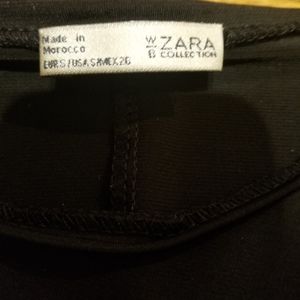 Made in
Morocco
EUR S/USA S/MEX 26
W
B
ZARA
COLLECTION